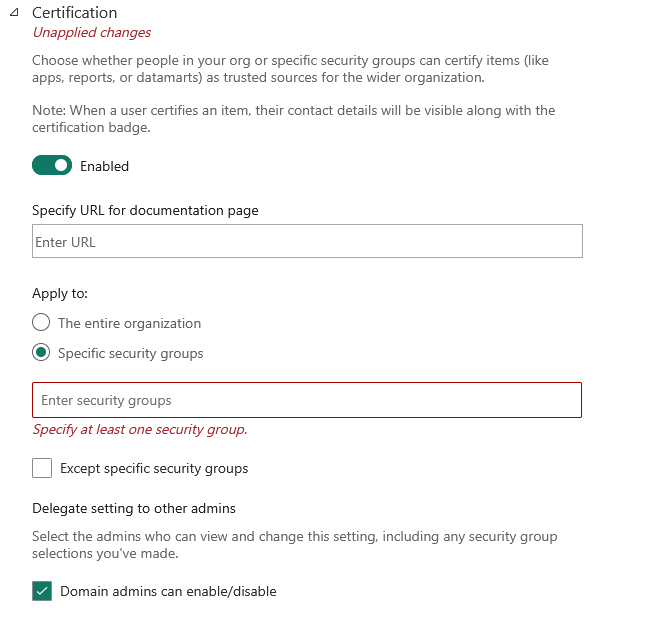 Certification
Unapplied changes
Choose whether people in your org or specific security groups can certify items (like
apps, reports, or datamarts) as trusted sources for the wider organization.
Note: When a user certifies an item, their contact details will be visible along with the
certification badge.
Enabled
Specify URL for documentation page
Enter URL
Apply to:
The entire organization
Specific security groups
Enter security groups
Specify at least one security group.
Except specific security groups
Delegate setting to other admins
Select the admins who can view and change this setting, including any security group
selections you've made.
Domain admins can enable/disable